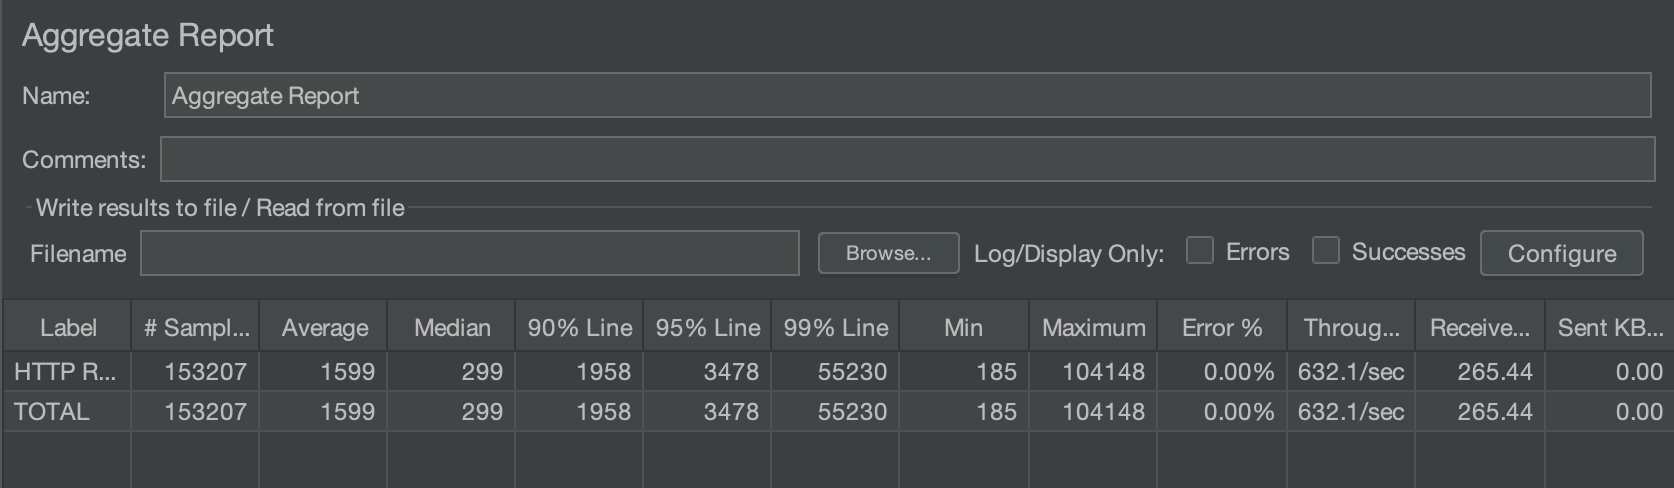 Aggregate Report
Name: Aggregate Report
Comments:
Write results to file / Read from file
Filename Browse... Log/Display Only: Errors Successes Configure
Label # Sampl... Average Median 90% Line 95% Line 99% Line Min Maximum Error % Throug... Receive... Sent KB...
HTTP R... 153207 1599 299 1958 3478 55230 185 104148 0.00% 632.1/sec 265.44 0.00
TOTAL 153207 1599 299 1958 3478 55230 185 104148 0.00% 632.1/sec 265.44 0.00